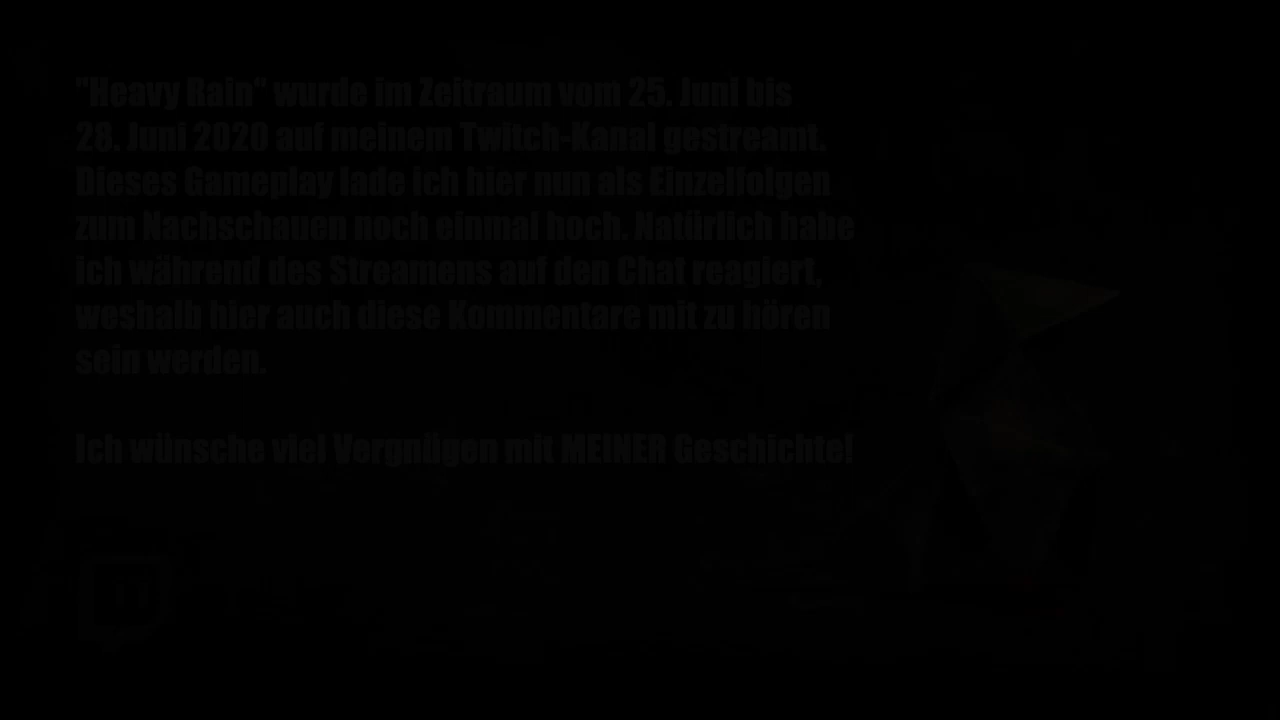 "Heavy Rain" wurde im Zeitraum vom 25. Juni bis
28. Juni 2020 auf meinem Twitch-Kanal gestreamt.
Dieses Gameplay lade ich hier nun als Einzelfolgen
zum Nachschauen noch einmal hoch. Natürlich habe
ich während des Streamens auf den Chat reagiert,
weshalb hier auch diese Kommentare mit zu hören
sein werden.
Ich wünsche viel Vergnügen mit MEINER Geschichte!